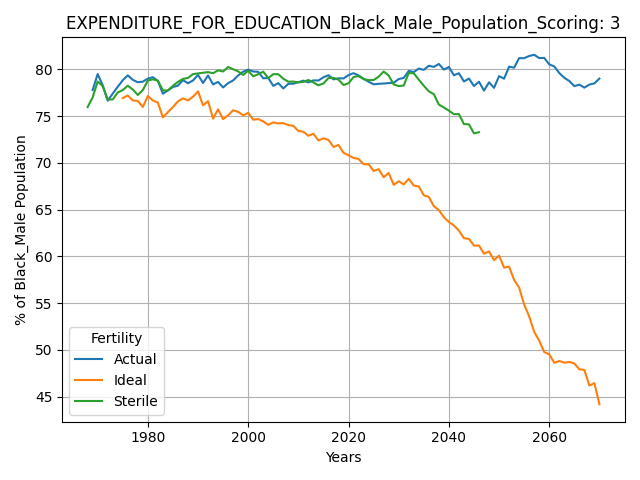 EXPENDITURE_FOR_EDUCATION_Black_Male_Population_Scoring: 3
% of Black_Male Population
80
75
70
65
60
55
50
45
Fertility
Actual
Ideal
Sterile
1980 2000 2020 2040 2060
Years